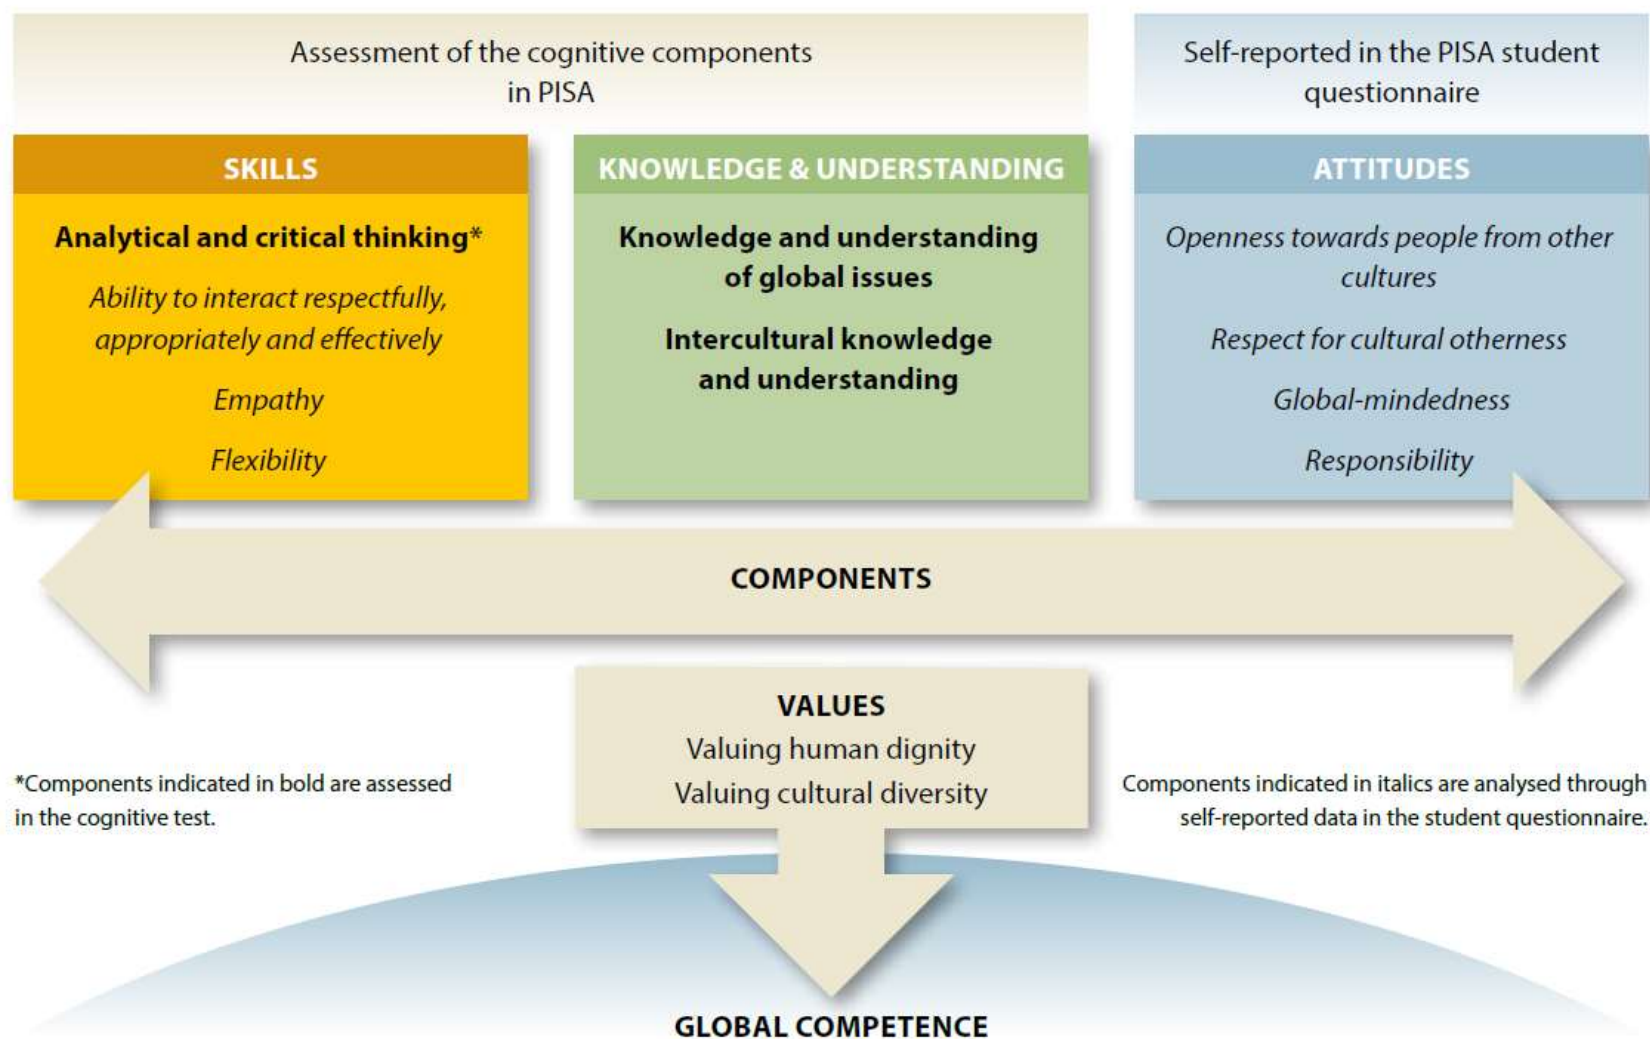 Assessment of the cognitive components
in PISA
Self-reported in the PISA student
questionnaire
SKILLS
Analytical and critical thinking*
Ability to interact respectfully,
appropriately and effectively
Empathy
Flexibility
KNOWLEDGE & UNDERSTANDING
Knowledge and understanding
of global issues
Intercultural knowledge
and understanding
ATTITUDES
Openness towards people from other
cultures
Respect for cultural otherness
Global-mindedness
Responsibility
COMPONENTS
VALUES
Valuing human dignity
Valuing cultural diversity
*Components indicated in bold are assessed
in the cognitive test.
Components indicated in italics are analysed through
self-reported data in the student questionnaire.
GLOBAL COMPETENCE